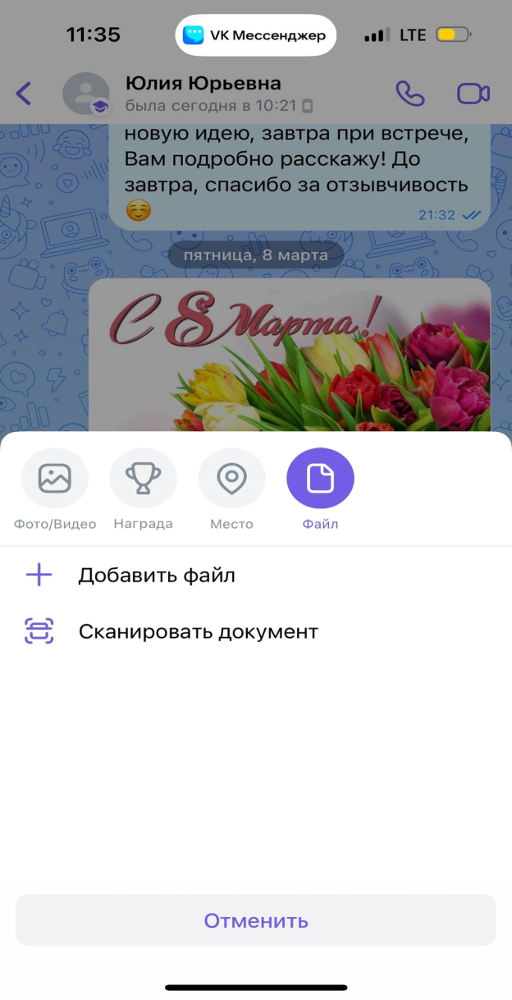 11:35
VK Мессенджер
LTE
Юлия Юрьевна
была сегодня в 10:21
новую идею, завтра при встрече,
Вам подробно расскажу! До
завтра, спасибо за отзывчивость
☺️
21:32
пятница, 8 марта
С 8 Марта!
Фото/Видео
Награда
Место
Файл
Добавить файл
Сканировать документ
Отменить